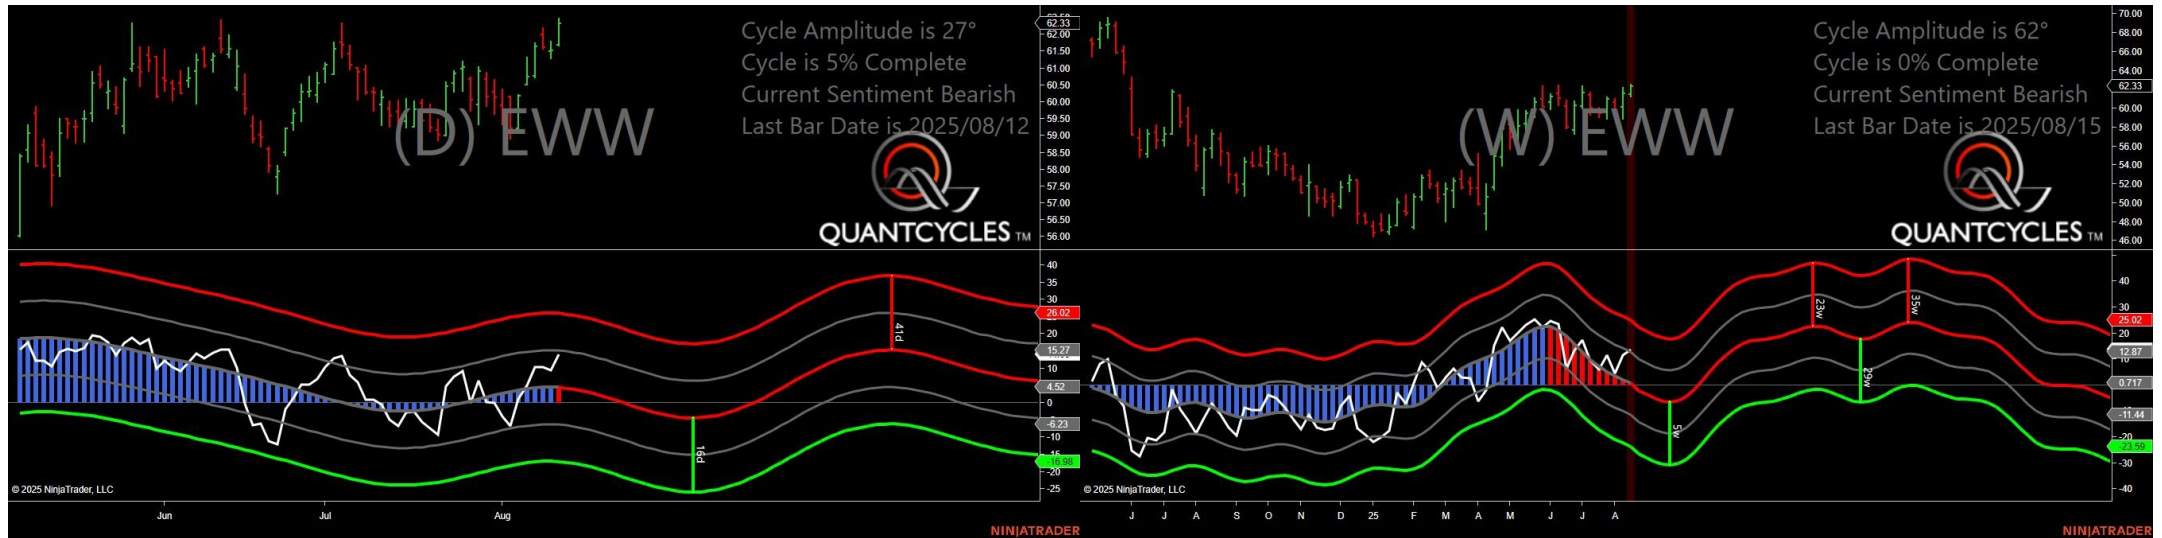 Cycle Amplitude is 27°
Cycle is 5% Complete
Current Sentiment Bearish
Last Bar Date is 2025/08/12
(D) EWW
QUANTCYCLES TM
62.33
62.00
61.50
61.00
60.50
60.00
59.50
59.00
58.50
58.00
57.50
57.00
56.50
56.00
40
35
30
26.02
20
15.27
10
4.52
0
-6.23
-10
-15
-16.98
-20
-25
41d
16d
© 2025 NinjaTrader, LLC
Jun
Jul
Aug
NINJATRADER
Cycle Amplitude is 62°
Cycle is 0% Complete
Current Sentiment Bearish
Last Bar Date is 2025/08/15
(W) EWW
QUANTCYCLES TM
70.00
68.00
66.00
64.00
62.33
60.00
58.00
56.00
54.00
52.00
50.00
48.00
46.00
40
30
25.02
20
12.87
10
0.717
-11.44
-20
-23.59
-30
-40
23w
35w
29w
5w
© 2025 NinjaTrader, LLC
J J A S O N D 25 F M A M J J A
NINJATRADER